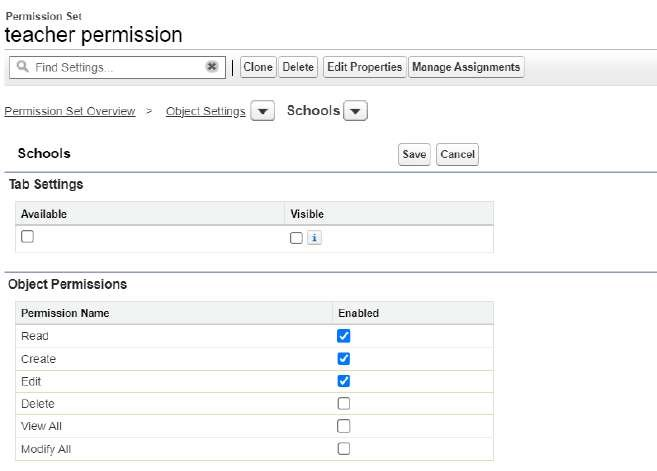 Permission Set
teacher permission
Find Settings...
Clone Delete Edit Properties Manage Assignments
Permission Set Overview > Object Settings Schools
Schools Save Cancel
Tab Settings
Available Visible
i
Object Permissions
Permission Name Enabled
Read
Create
Edit
Delete
View All
Modify All